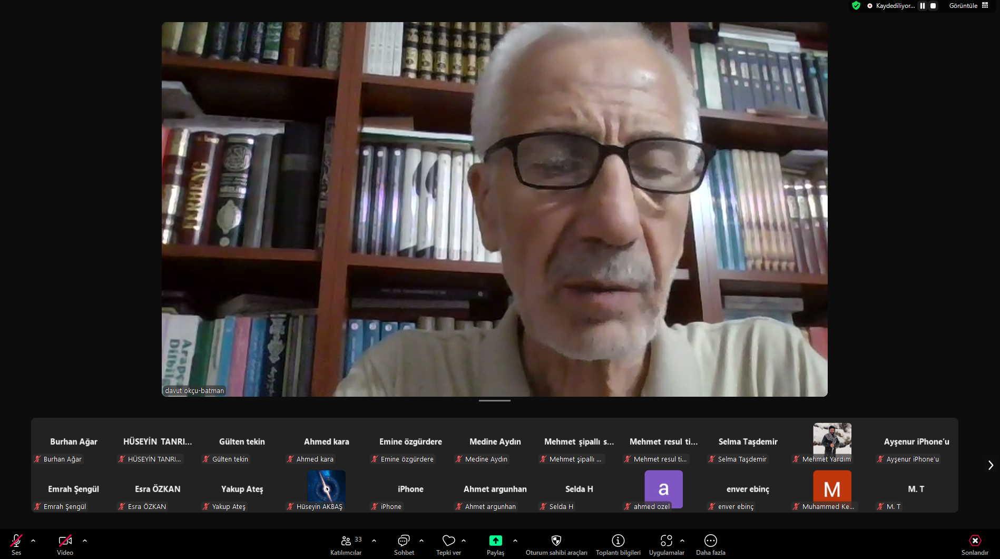 Kaydediliyor...
Görüntüle
FERHENG
Arapç
Dilbilg
davut okçu-batman
Burhan Ağar
HÜSEYİN TANRI...
Gülten tekin
Ahmed kara
Emine özgürdere
Medine Aydın
Mehmet şipallı s...
Mehmet resul ti...
Selma Taşdemir
Ayşenur iPhone'u
Burhan Ağar
HÜSEYİN TANRI...
Gülten tekin
Ahmed kara
Emine özgürdere
Medine Aydın
Mehmet şipallı ...
Mehmet resul ti...
Selma Taşdemir
Mehmet Yardım
Ayşenur iPhone'u
Emrah Şengül
Esra ÖZKAN
Yakup Ateş
iPhone
Ahmet argunhan
Selda H
a
enver ebinç
M
M. T
Emrah Şengül
Esra ÖZKAN
Yakup Ateş
Hüseyin AKBAŞ
iPhone
Ahmet argunhan
Selda H
ahmed ozel
enver ebinç
Muhammed Ke...
M. T
Ses
Video
33
Katılımcılar
Sohbet
Tepki ver
Paylaş
Oturum sahibi araçları
Toplantı bilgileri
Uygulamalar
Daha fazla
Sonlandır